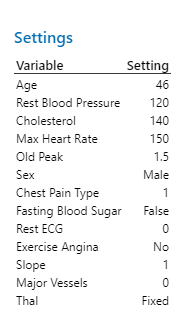 Settings
Variable Setting
Age 46
Rest Blood Pressure 120
Cholesterol 140
Max Heart Rate 150
Old Peak 1.5
Sex Male
Chest Pain Type 1
Fasting Blood Sugar False
Rest ECG 0
Exercise Angina No
Slope 1
Major Vessels 0
Thal Fixed